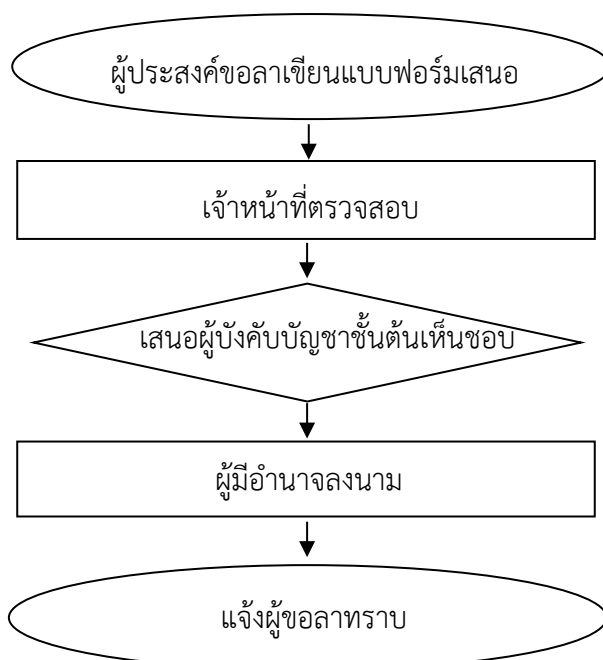 ผู้ประสงค์ขอลาเขียนแบบฟอร์มเสนอ
เจ้าหน้าที่ตรวจสอบ
เสนอผู้บังคับบัญชาชั้นต้นเห็นชอบ
ผู้มีอำนาจลงนาม
แจ้งผู้ขอลาทราบ